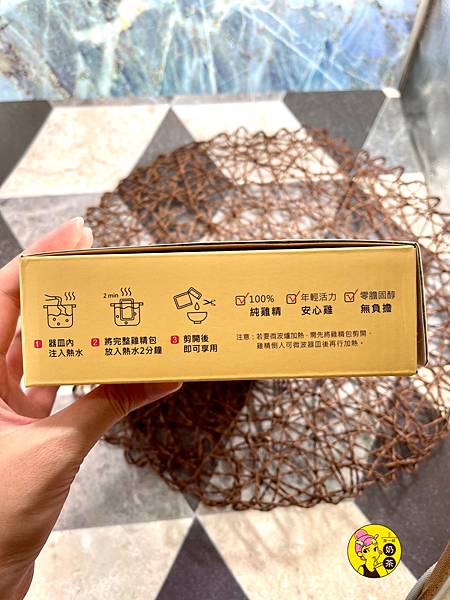 2 min
1 器皿內
注入熱水
2 將完整雞精包
放入熱水2分鐘
3 剪開後
即可享用
100%
純雞精
年輕活力
安心雞
零膽固醇
無負擔
注意：若要微波爐加熱，需先將雞精包剪開，
雞精倒入可微波器皿後再行加熱。
奶茶